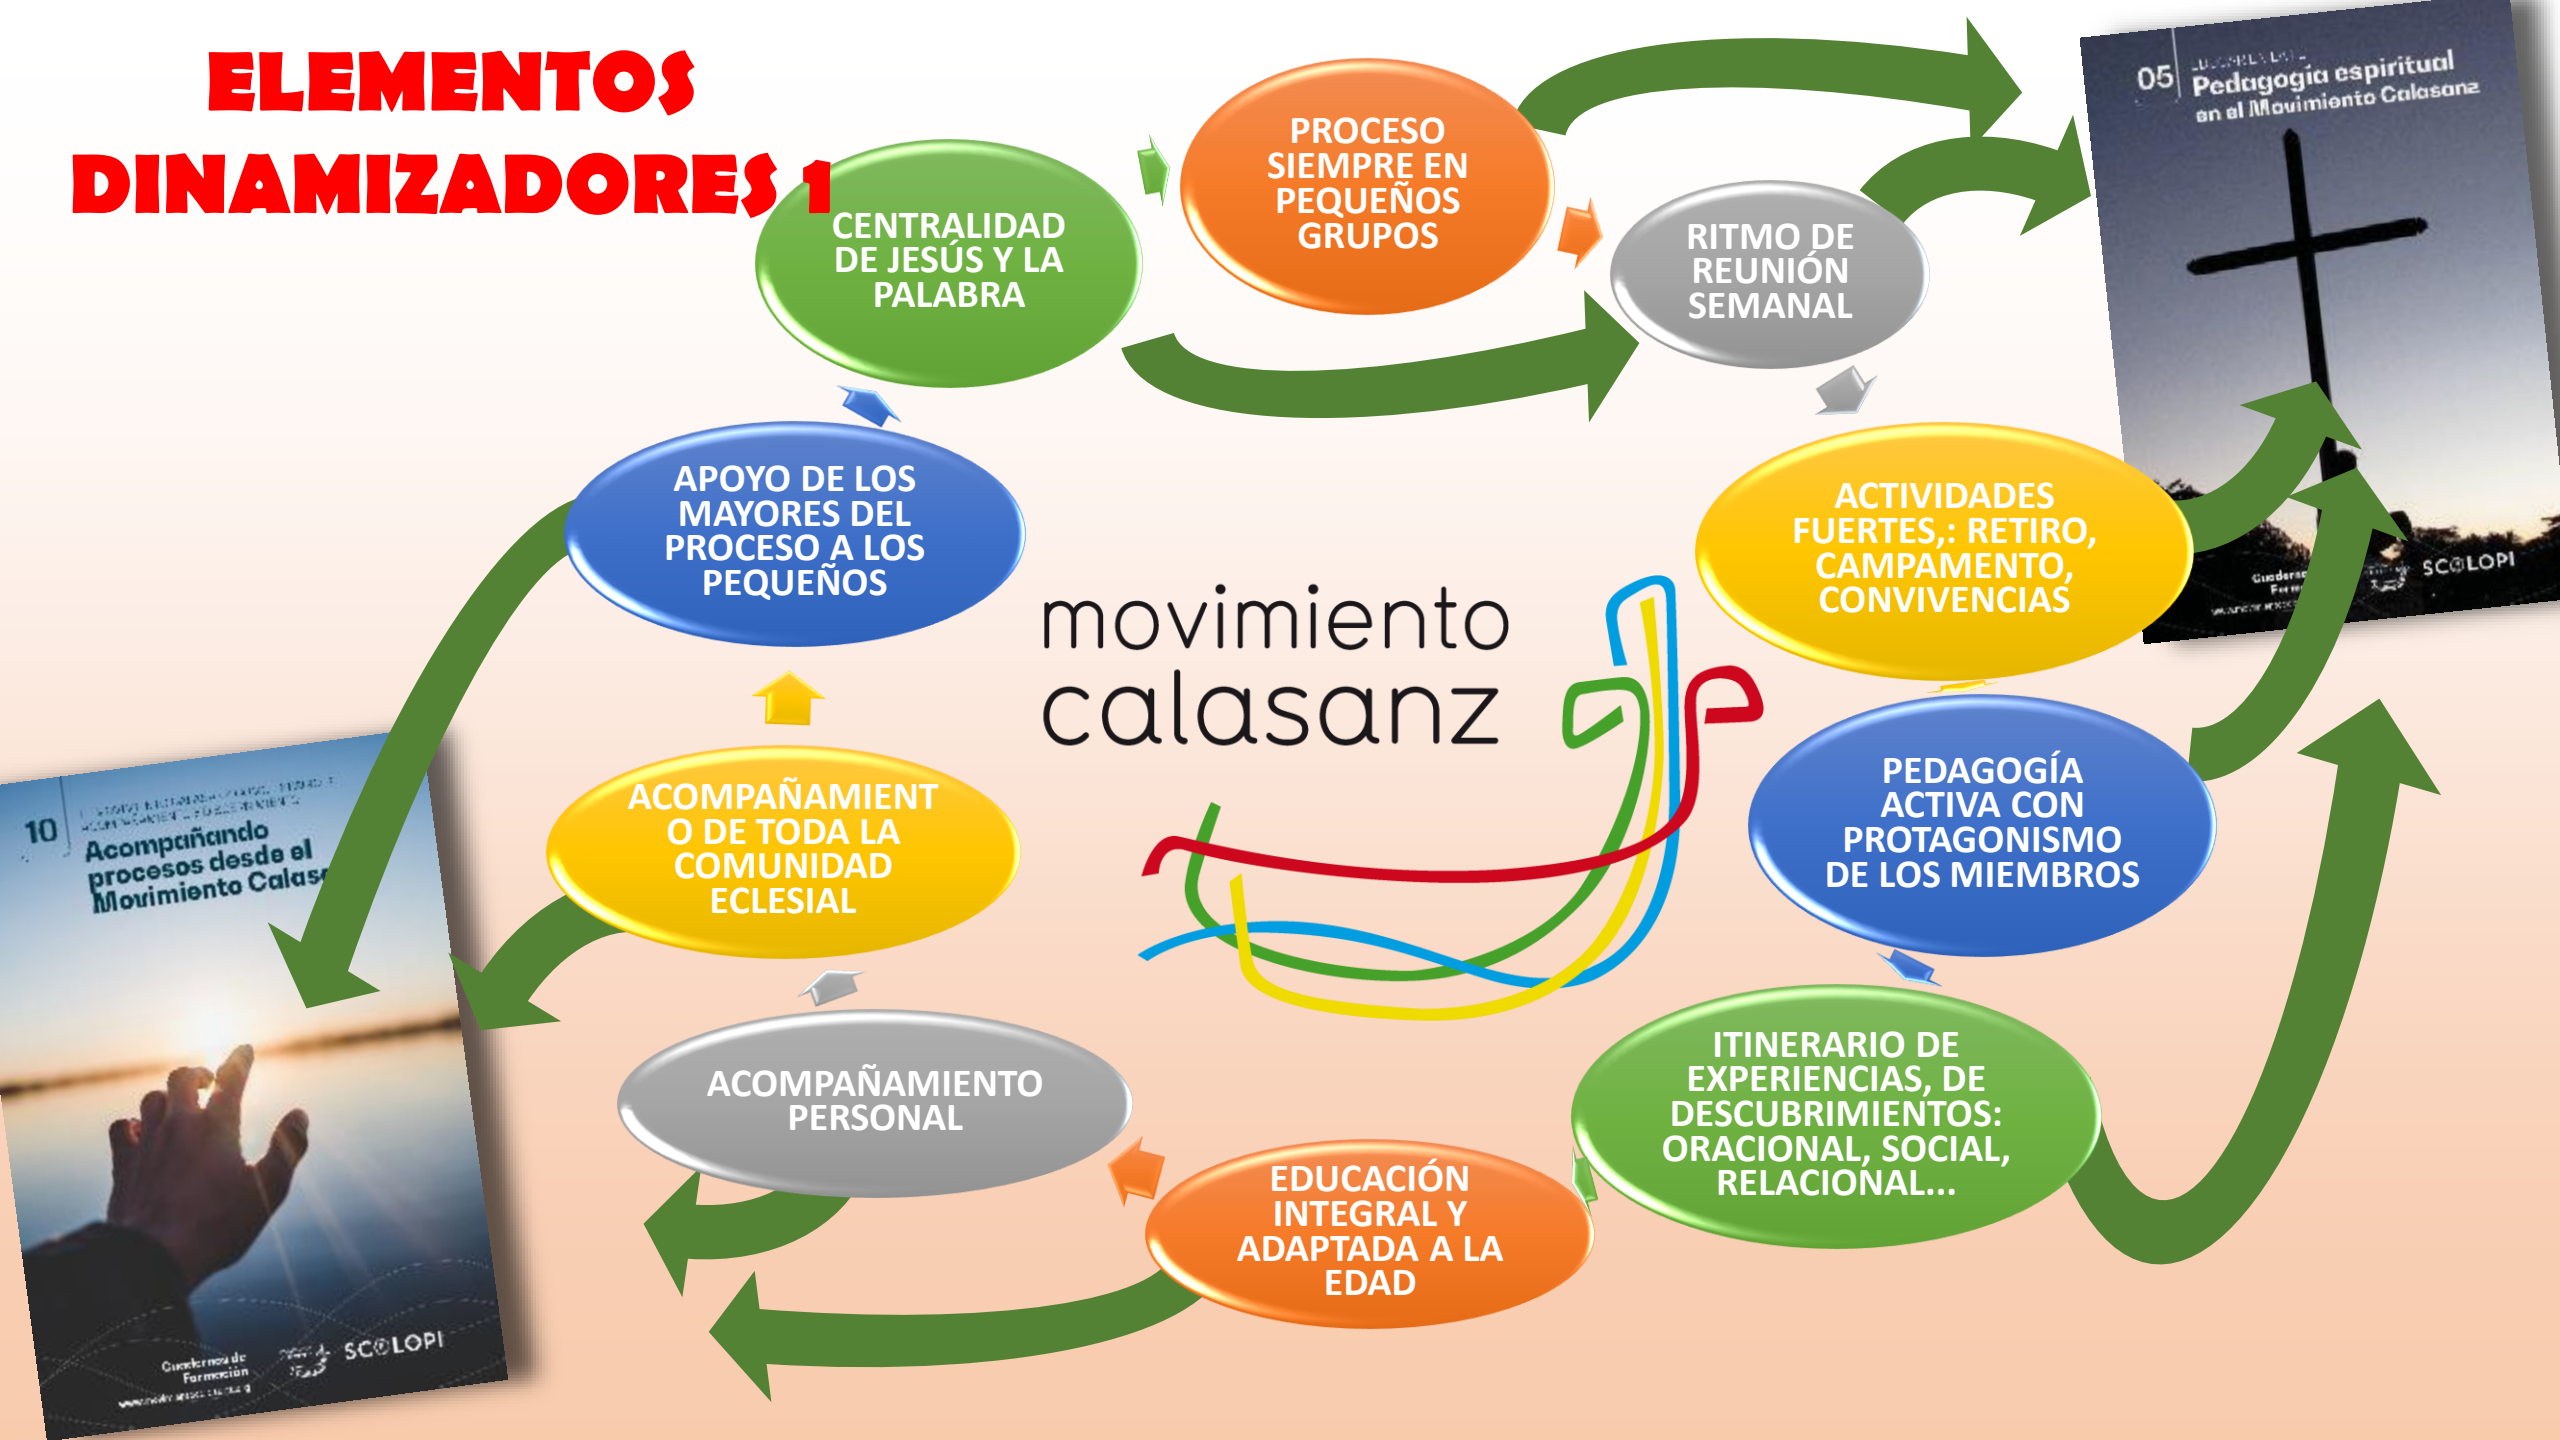 ELEMENTOS
DINAMIZADORES 1
CENTRALIDAD
DE JESÚS Y LA
PALABRA
PROCESO
SIEMPRE EN
PEQUEÑOS
GRUPOS
RITMO DE
REUNIÓN
SEMANAL
ACTIVIDADES
FUERTES,: RETIRO,
CAMPAMENTO,
CONVIVENCIAS
PEDAGOGÍA
ACTIVA CON
PROTAGONISMO
DE LOS MIEMBROS
ITINERARIO DE
EXPERIENCIAS, DE
DESCUBRIMIENTOS:
ORACIONAL, SOCIAL,
RELACIONAL...
EDUCACIÓN
INTEGRAL Y
ADAPTADA A LA
EDAD
ACOMPAÑAMIENTO
PERSONAL
ACOMPAÑAMIENT
O DE TODA LA
COMUNIDAD
ECLESIAL
APOYO DE LOS
MAYORES DEL
PROCESO A LOS
PEQUEÑOS
movimiento
calasanz
05
Pedagogía espiritual
en el Movimiento Calasanz
SCOLOPI
10
Acompañando
procesos desde el
Movimiento Calas
Cuadernos de
Formación
SCOLOPI